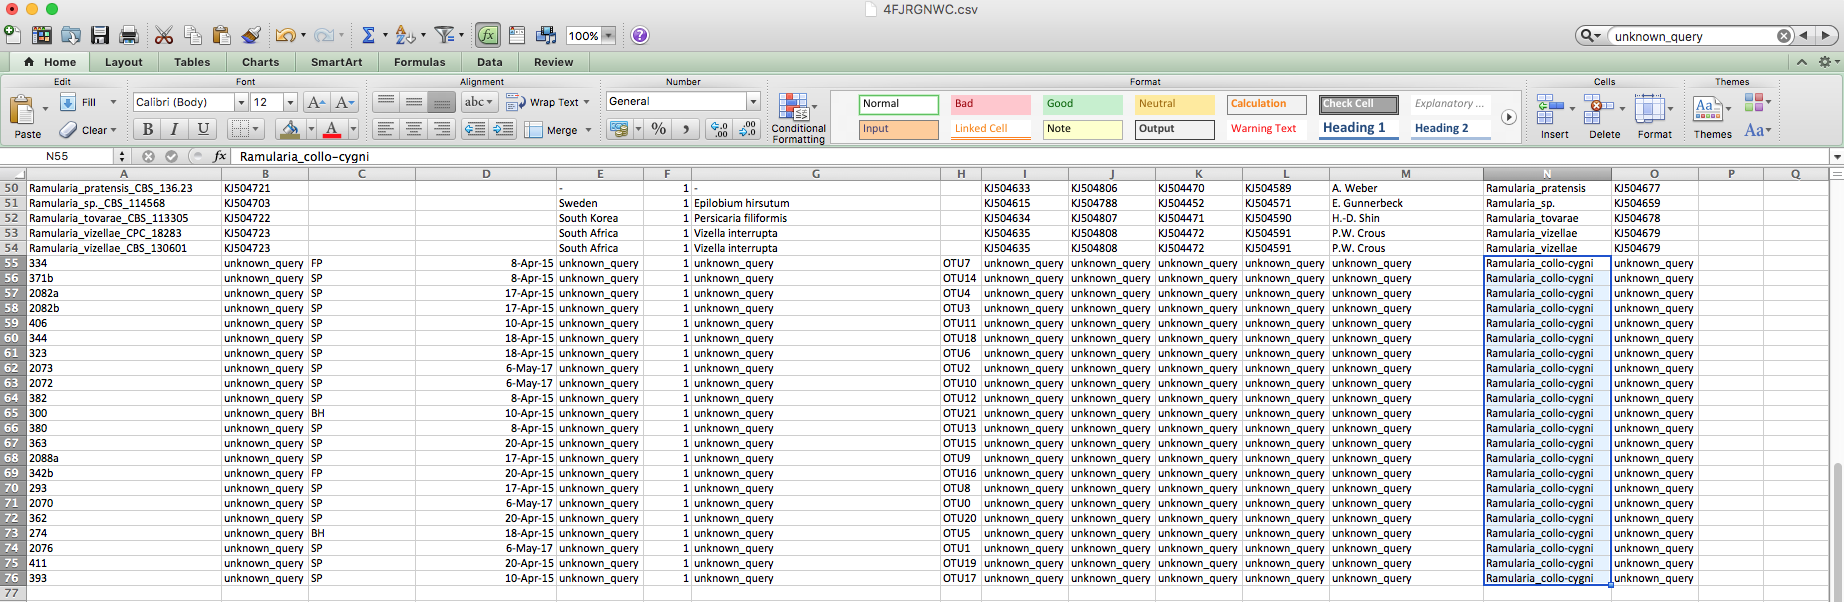 4FJRGNWC.csv
100% unknown_query
Home Layout Tables Charts SmartArt Formulas Data Review
Edit Font Alignment Number Format Cells Themes
Fill Calibri (Body) 12 A A abc Wrap Text General Normal Bad Good Neutral Calculation Check Cell Explanatory ...
Paste Clear B I U A Merge % , .0 .00 .00 .0 Conditional Formatting Input Linked Cell Note Output Warning Text Heading 1 Heading 2 Insert Delete Format Themes Aa
N55 fx Ramularia_collo-cygni
A B C D E F G H I J K L M N O P Q
50 Ramularia_pratensis_CBS_136.23 KJ504721 - 1 - KJ504633 KJ504806 KJ504470 KJ504589 A. Weber Ramularia_pratensis KJ504677
51 Ramularia_sp._CBS_114568 KJ504703 Sweden 1 Epilobium hirsutum KJ504615 KJ504788 KJ504452 KJ504571 E. Gunnerbeck Ramularia_sp. KJ504659
52 Ramularia_tovarae_CBS_113305 KJ504722 South Korea 1 Persicaria filiformis KJ504634 KJ504807 KJ504471 KJ504590 H.-D. Shin Ramularia_tovarae KJ504678
53 Ramularia_vizellae_CPC_18283 KJ504723 South Africa 1 Vizella interrupta KJ504635 KJ504808 KJ504472 KJ504591 P.W. Crous Ramularia_vizellae KJ504679
54 Ramularia_vizellae_CBS_130601 KJ504723 South Africa 1 Vizella interrupta KJ504635 KJ504808 KJ504472 KJ504591 P.W. Crous Ramularia_vizellae KJ504679
55 334 unknown_query FP 8-Apr-15 unknown_query 1 unknown_query OTU7 unknown_query unknown_query unknown_query unknown_query unknown_query Ramularia_collo-cygni unknown_query
56 371b unknown_query SP 8-Apr-15 unknown_query 1 unknown_query OTU14 unknown_query unknown_query unknown_query unknown_query unknown_query Ramularia_collo-cygni unknown_query
57 2082a unknown_query SP 17-Apr-15 unknown_query 1 unknown_query OTU4 unknown_query unknown_query unknown_query unknown_query unknown_query Ramularia_collo-cygni unknown_query
58 2082b unknown_query SP 17-Apr-15 unknown_query 1 unknown_query OTU3 unknown_query unknown_query unknown_query unknown_query unknown_query Ramularia_collo-cygni unknown_query
59 406 unknown_query SP 10-Apr-15 unknown_query 1 unknown_query OTU11 unknown_query unknown_query unknown_query unknown_query unknown_query Ramularia_collo-cygni unknown_query
60 344 unknown_query SP 18-Apr-15 unknown_query 1 unknown_query OTU18 unknown_query unknown_query unknown_query unknown_query unknown_query Ramularia_collo-cygni unknown_query
61 323 unknown_query SP 18-Apr-15 unknown_query 1 unknown_query OTU6 unknown_query unknown_query unknown_query unknown_query unknown_query Ramularia_collo-cygni unknown_query
62 2073 unknown_query SP 6-May-17 unknown_query 1 unknown_query OTU2 unknown_query unknown_query unknown_query unknown_query unknown_query Ramularia_collo-cygni unknown_query
63 2072 unknown_query SP 6-May-17 unknown_query 1 unknown_query OTU10 unknown_query unknown_query unknown_query unknown_query unknown_query Ramularia_collo-cygni unknown_query
64 382 unknown_query SP 8-Apr-15 unknown_query 1 unknown_query OTU12 unknown_query unknown_query unknown_query unknown_query unknown_query Ramularia_collo-cygni unknown_query
65 300 unknown_query BH 10-Apr-15 unknown_query 1 unknown_query OTU21 unknown_query unknown_query unknown_query unknown_query unknown_query Ramularia_collo-cygni unknown_query
66 380 unknown_query SP 8-Apr-15 unknown_query 1 unknown_query OTU13 unknown_query unknown_query unknown_query unknown_query unknown_query Ramularia_collo-cygni unknown_query
67 363 unknown_query SP 20-Apr-15 unknown_query 1 unknown_query OTU15 unknown_query unknown_query unknown_query unknown_query unknown_query Ramularia_collo-cygni unknown_query
68 2088a unknown_query SP 17-Apr-15 unknown_query 1 unknown_query OTU9 unknown_query unknown_query unknown_query unknown_query unknown_query Ramularia_collo-cygni unknown_query
69 342b unknown_query FP 20-Apr-15 unknown_query 1 unknown_query OTU16 unknown_query unknown_query unknown_query unknown_query unknown_query Ramularia_collo-cygni unknown_query
70 293 unknown_query SP 17-Apr-15 unknown_query 1 unknown_query OTU8 unknown_query unknown_query unknown_query unknown_query unknown_query Ramularia_collo-cygni unknown_query
71 2070 unknown_query SP 6-May-17 unknown_query 1 unknown_query OTU0 unknown_query unknown_query unknown_query unknown_query unknown_query Ramularia_collo-cygni unknown_query
72 362 unknown_query SP 20-Apr-15 unknown_query 1 unknown_query OTU20 unknown_query unknown_query unknown_query unknown_query unknown_query Ramularia_collo-cygni unknown_query
73 274 unknown_query BH 18-Apr-15 unknown_query 1 unknown_query OTU5 unknown_query unknown_query unknown_query unknown_query unknown_query Ramularia_collo-cygni unknown_query
74 2076 unknown_query SP 6-May-17 unknown_query 1 unknown_query OTU1 unknown_query unknown_query unknown_query unknown_query unknown_query Ramularia_collo-cygni unknown_query
75 411 unknown_query SP 20-Apr-15 unknown_query 1 unknown_query OTU19 unknown_query unknown_query unknown_query unknown_query unknown_query Ramularia_collo-cygni unknown_query
76 393 unknown_query SP 10-Apr-15 unknown_query 1 unknown_query OTU17 unknown_query unknown_query unknown_query unknown_query unknown_query Ramularia_collo-cygni unknown_query
77